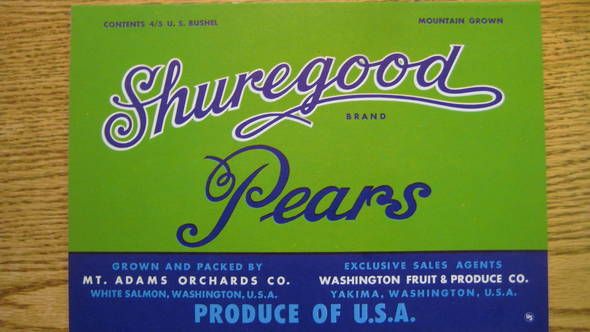 CONTENTS 4/5 U. S. BUSHEL
MOUNTAIN GROWN
Shuregood
BRAND
Pears
GROWN AND PACKED BY
MT. ADAMS ORCHARDS CO.
WHITE SALMON, WASHINGTON, U.S.A.
EXCLUSIVE SALES AGENTS
WASHINGTON FRUIT & PRODUCE CO.
YAKIMA, WASHINGTON, U.S.A.
PRODUCE OF U.S.A.